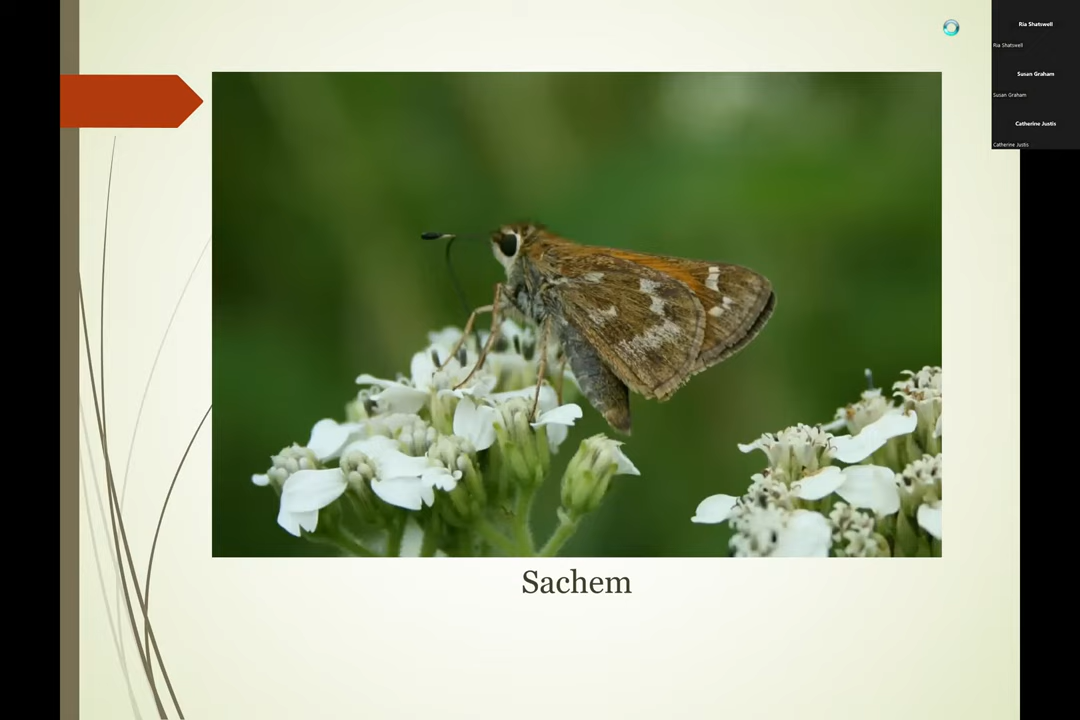 Ria Shatswell
Ria Shatswell
Susan Graham
Susan Graham
Catherine Justis
Catherine Justis
Sachem